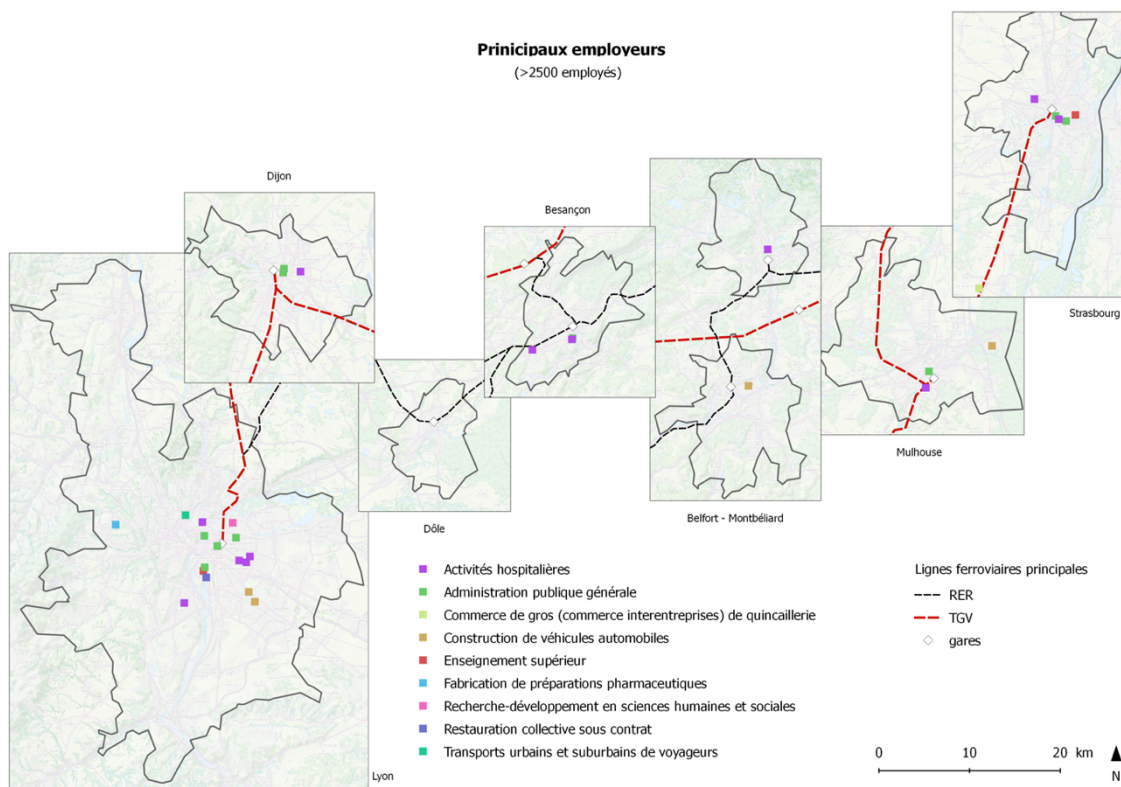 Prinicipaux employeurs
(>2500 employés)
Dijon
Besançon
Strasbourg
Mulhouse
Belfort - Montbéliard
Dôle
Lyon
Activités hospitalières
Administration publique générale
Commerce de gros (commerce interentreprises) de quincaillerie
Construction de véhicules automobiles
Enseignement supérieur
Fabrication de préparations pharmaceutiques
Recherche-développement en sciences humaines et sociales
Restauration collective sous contrat
Transports urbains et suburbains de voyageurs
Lignes ferroviaires principales
RER
TGV
gares
0 10 20 km
N